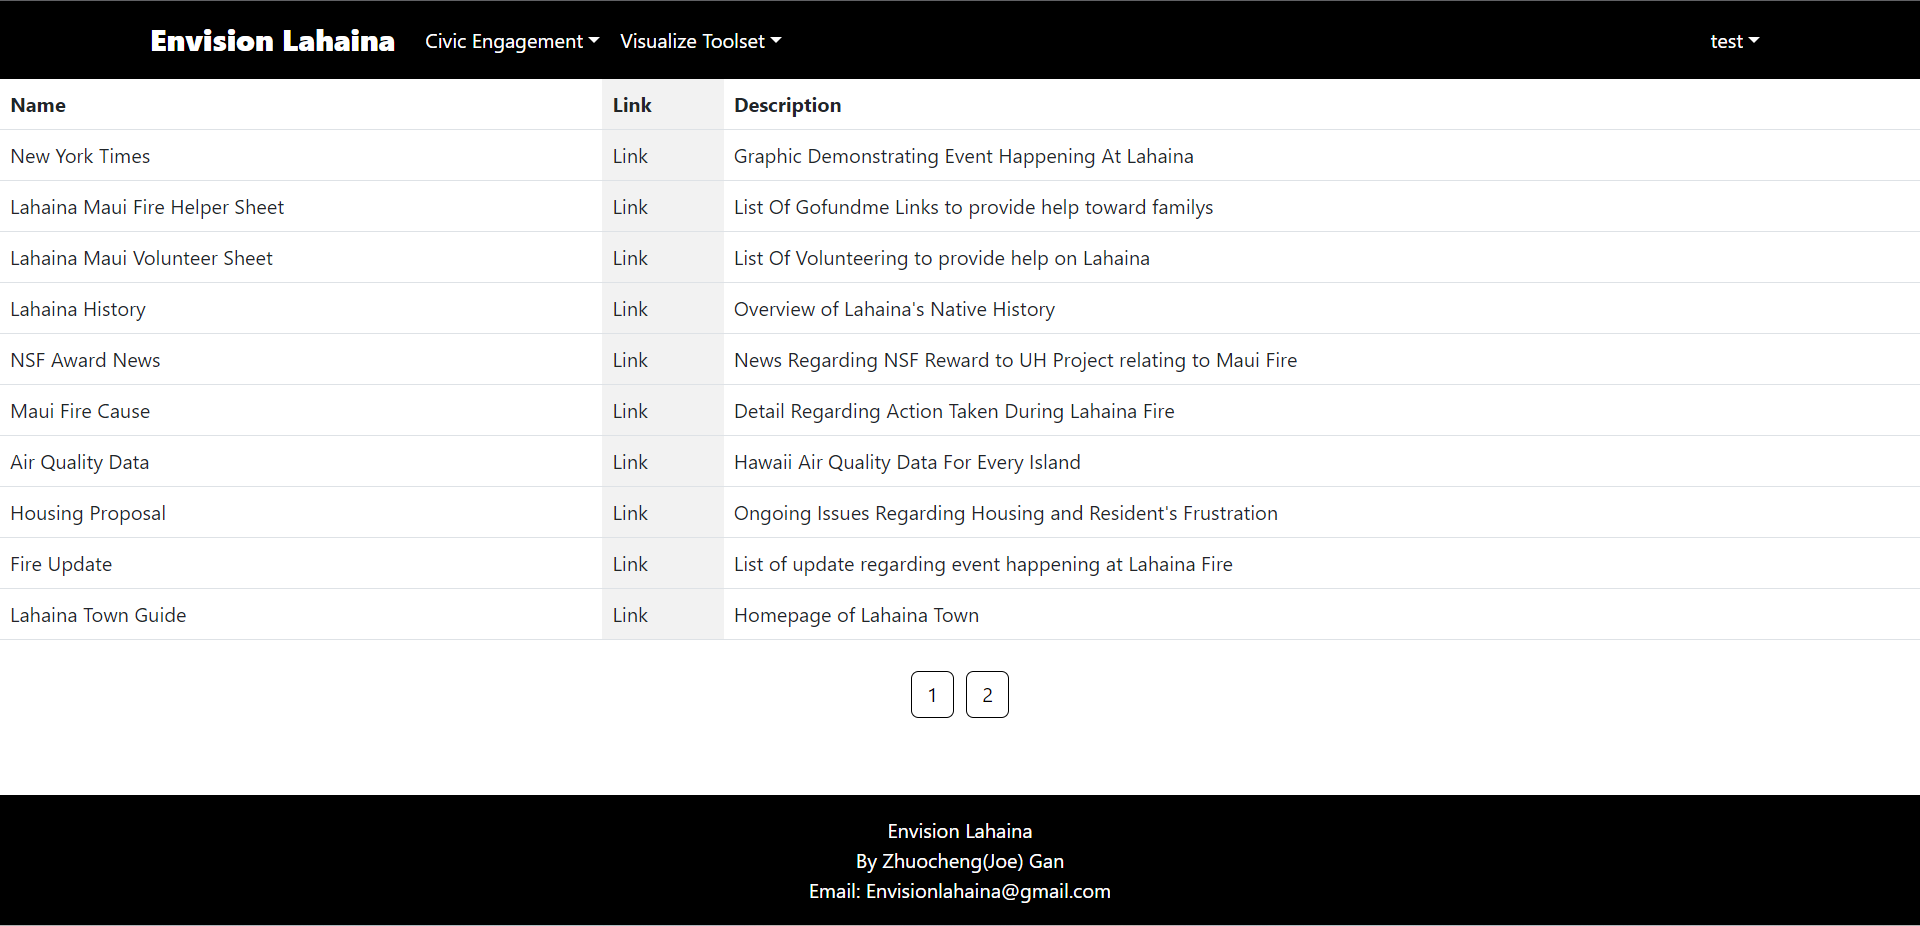 Envision Lahaina Civic Engagement Visualize Toolset test
Name Link Description
New York Times Link Graphic Demonstrating Event Happening At Lahaina
Lahaina Maui Fire Helper Sheet Link List Of Gofundme Links to provide help toward familys
Lahaina Maui Volunteer Sheet Link List Of Volunteering to provide help on Lahaina
Lahaina History Link Overview of Lahaina's Native History
NSF Award News Link News Regarding NSF Reward to UH Project relating to Maui Fire
Maui Fire Cause Link Detail Regarding Action Taken During Lahaina Fire
Air Quality Data Link Hawaii Air Quality Data For Every Island
Housing Proposal Link Ongoing Issues Regarding Housing and Resident's Frustration
Fire Update Link List of update regarding event happening at Lahaina Fire
Lahaina Town Guide Link Homepage of Lahaina Town
1 2
Envision Lahaina
By Zhuocheng(Joe) Gan
Email: Envisionlahaina@gmail.com